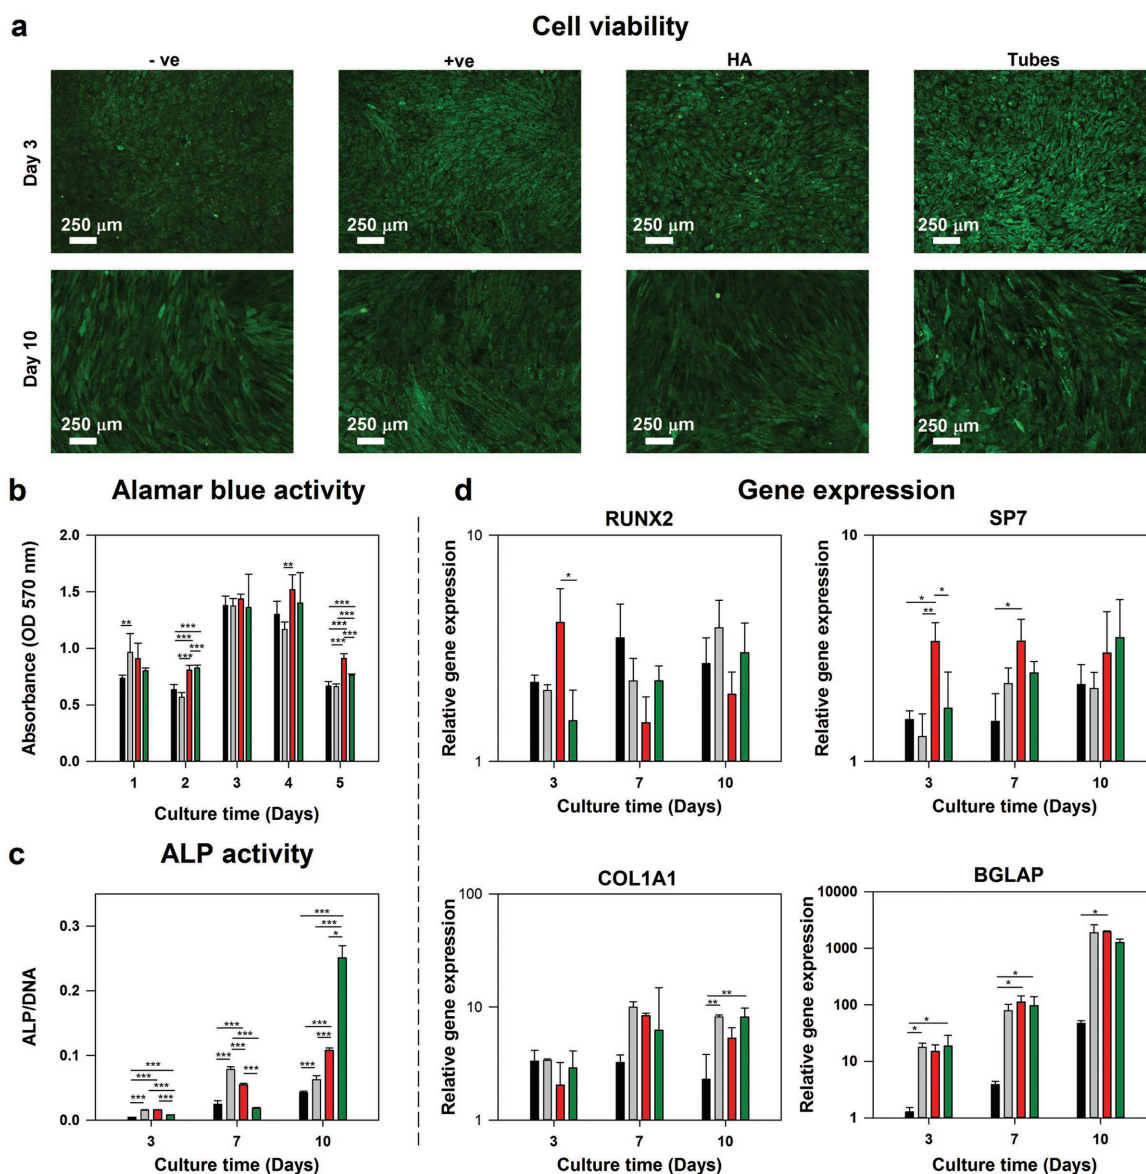 a
Cell viability
- ve
+ve
HA
Tubes
Day 3
250 μm
250 μm
250 μm
250 μm
Day 10
250 μm
250 μm
250 μm
250 μm
b
Alamar blue activity
Absorbance (OD 570 nm)
2.0
1.5
1.0
0.5
0.0
**
***
***
***
***
**
***
***
***
***
***
1
2
3
4
5
Culture time (Days)
c
ALP activity
ALP/DNA
0.3
0.2
0.1
0.0
***
***
***
***
***
***
***
***
***
***
***
***
*
***
***
***
3
7
10
Culture time (Days)
d
Gene expression
RUNX2
Relative gene expression
10
1
*
3
7
10
Culture time (Days)
SP7
Relative gene expression
10
1
*
**
*
*
3
7
10
Culture time (Days)
COL1A1
Relative gene expression
100
10
1
**
**
3
7
10
Culture time (Days)
BGLAP
Relative gene expression
10000
1000
100
10
1
*
*
*
*
*
3
7
10
Culture time (Days)